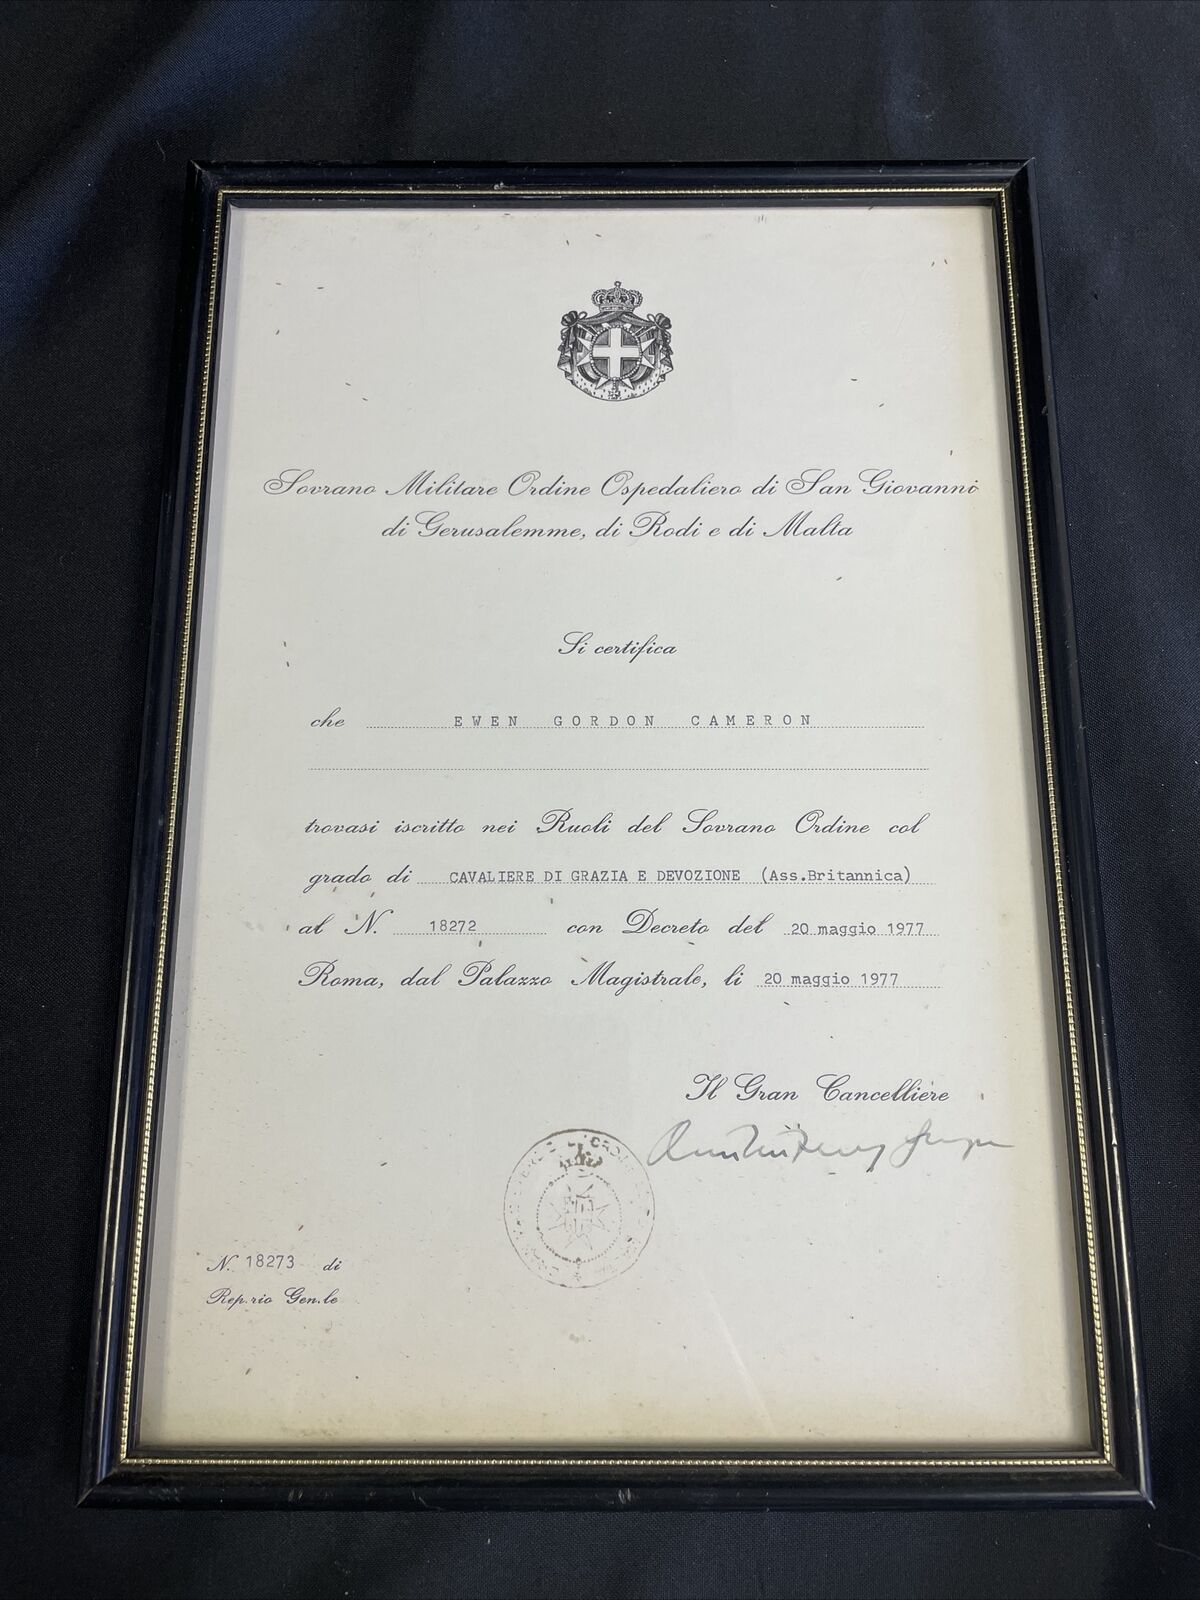 Sovrano Militare Ordine Ospedaliero di San Giovanni
di Gerusalemme, di Rodi e di Malta
Si certifica
che EWEN GORDON CAMERON
trovasi iscritto nei Ruoli del Sovrano Ordine col
grado di CAVALIERE DI GRAZIA E DEVOZIONE (Ass.Britannica)
al N. 18272 con Decreto del 20 maggio 1977
Roma, dal Palazzo Magistrale, li 20 maggio 1977
Il Gran Cancelliere
N. 18273 di
Rep.rio Gen.le